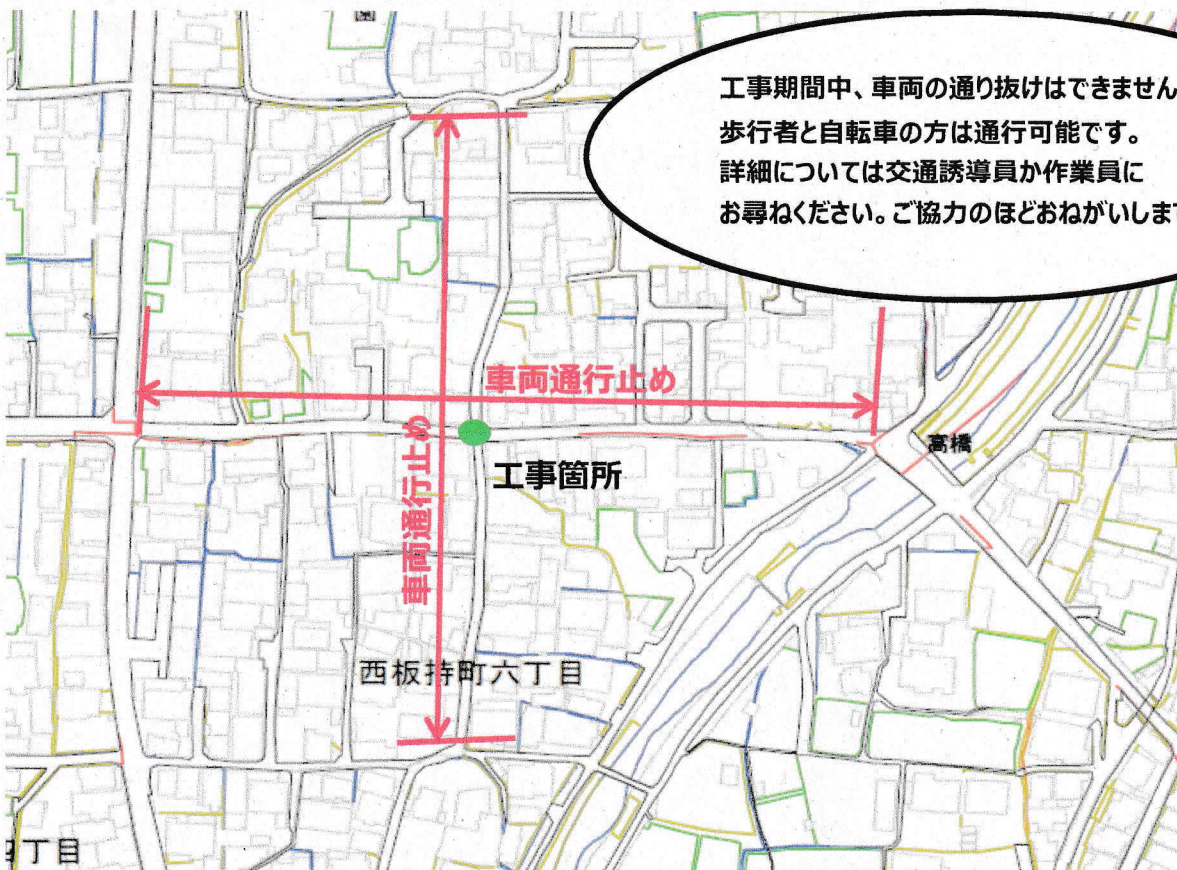 園
工事期間中、車両の通り抜けはできません
歩行者と自転車の方は通行可能です。
詳細については交通誘導員か作業員に
お尋ねください。ご協力のほどおねがいします
車両通行止め
車両通行止め
高橋
工事箇所
西板持町六丁目
丁目